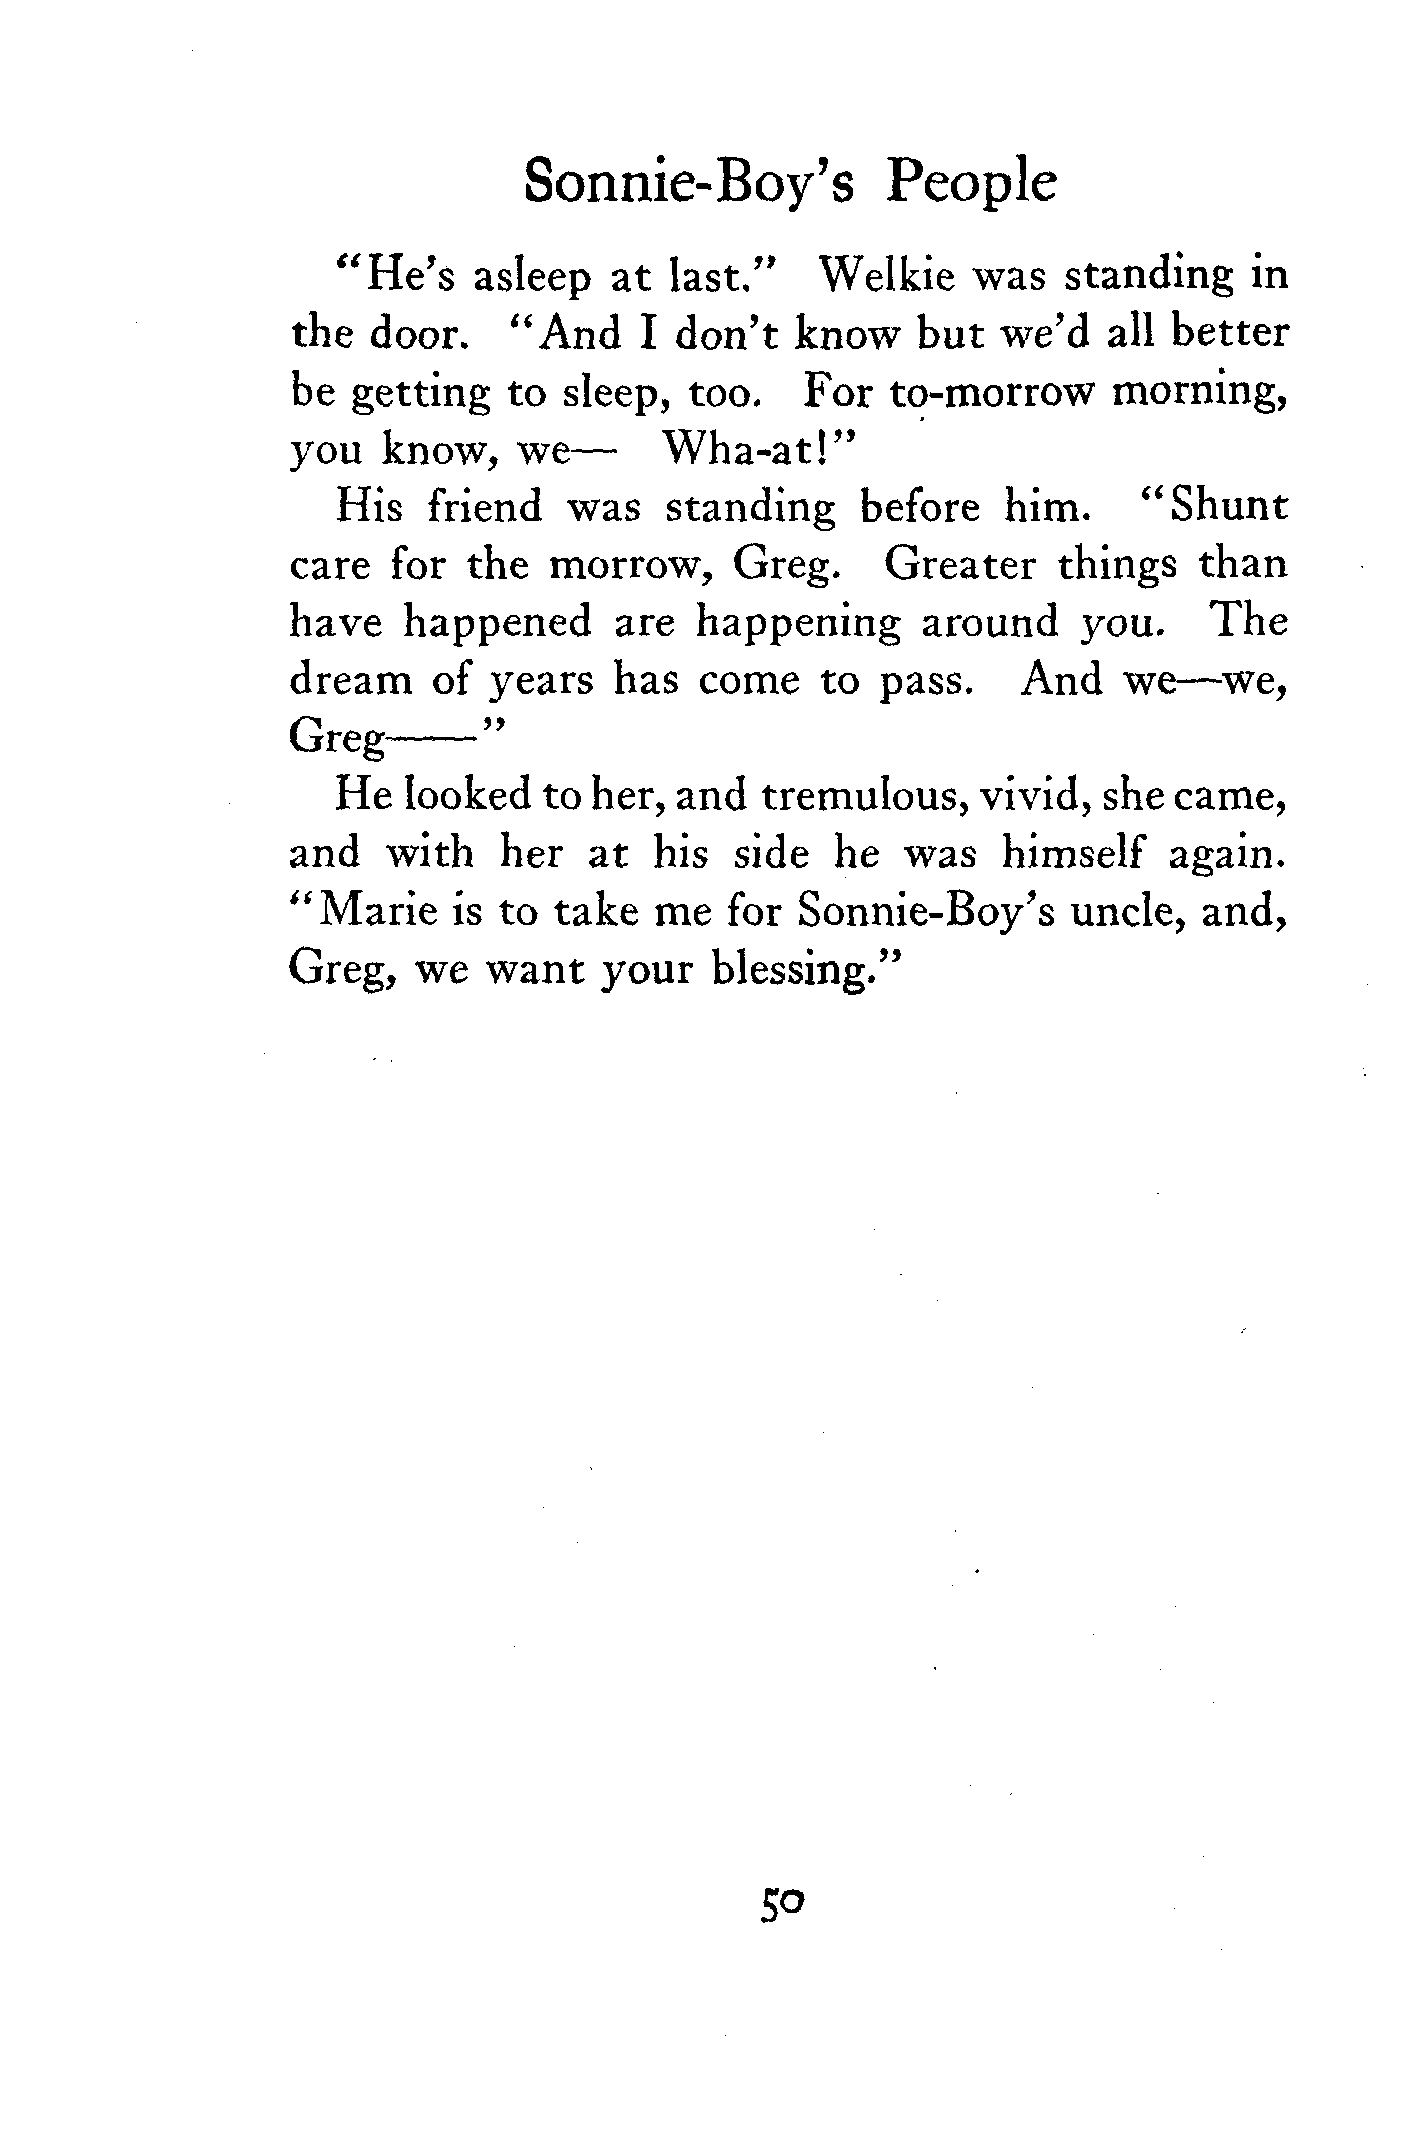 Sonnie-Boy's People
"He's asleep at last." Welkie was standing in
the door. "And I don't know but we'd all better
be getting to sleep, too. For to-morrow morning,
you know, we— Wha-at!"
His friend was standing before him. "Shunt
care for the morrow, Greg. Greater things than
have happened are happening around you. The
dream of years has come to pass. And we—we,
Greg——"
He looked to her, and tremulous, vivid, she came,
and with her at his side he was himself again.
"Marie is to take me for Sonnie-Boy's uncle, and,
Greg, we want your blessing."
50